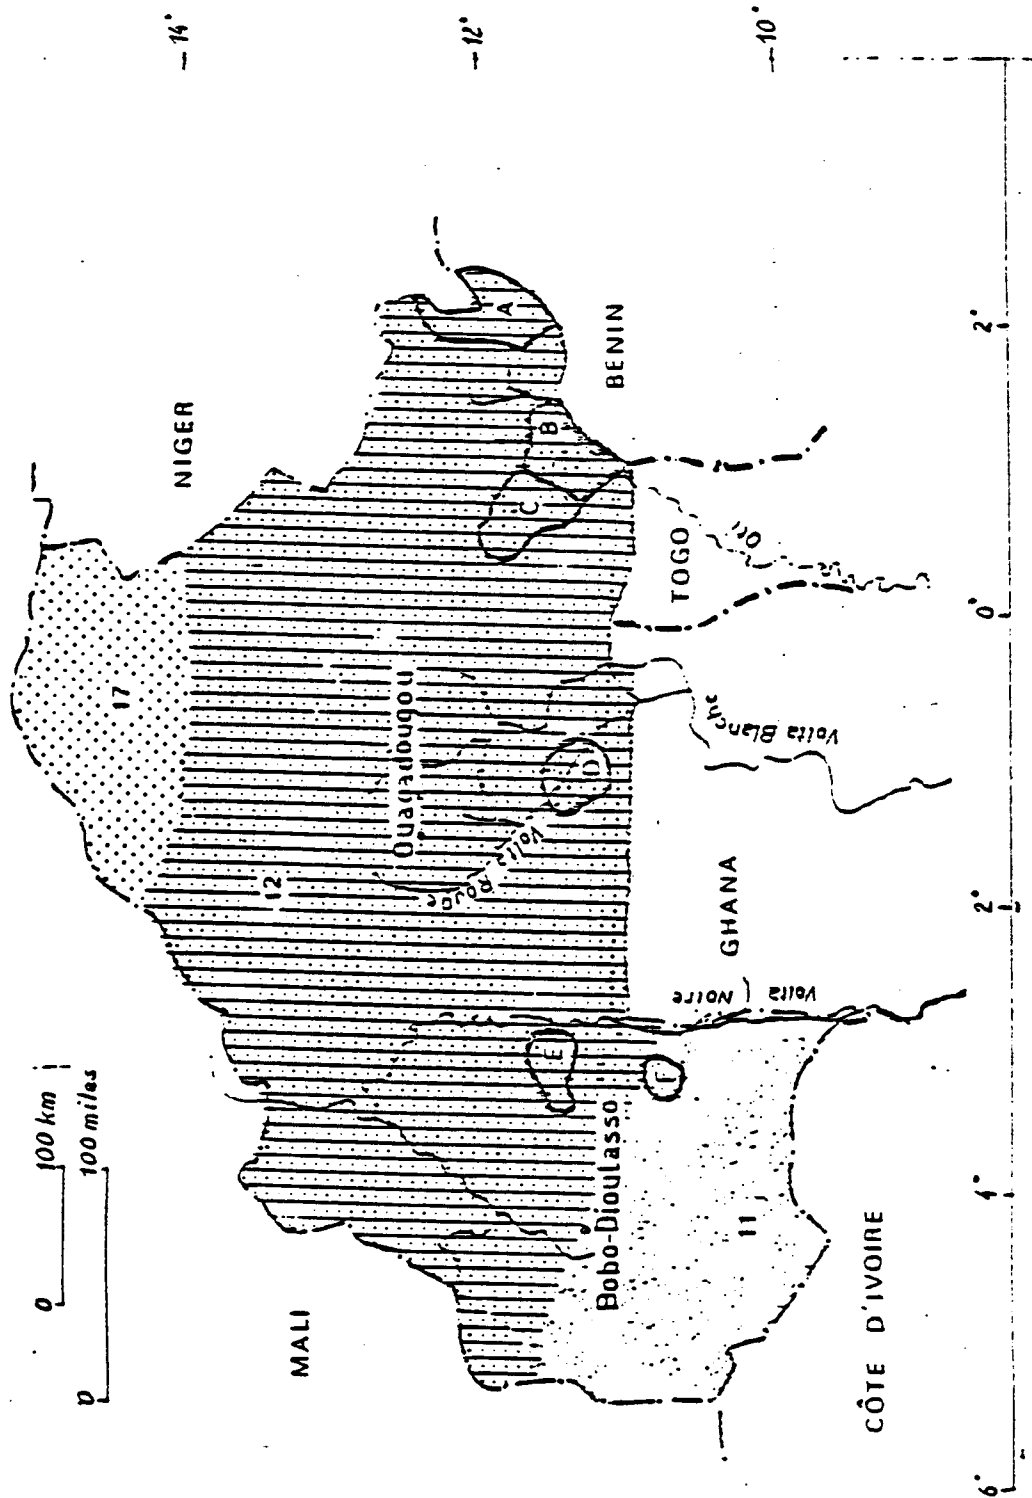 0 100 km
0 100 miles
17
NIGER
14°
12
MALI
Ouagadougou
12°
Volta Rouge
A
C
B
E
D
Bobo-Dioulasso
BENIN
F
TOGO
Volta Noire
GHANA
Volta Blanche
Oti
11
10°
CÔTE D'IVOIRE
6° 4° 2° 0° 2°